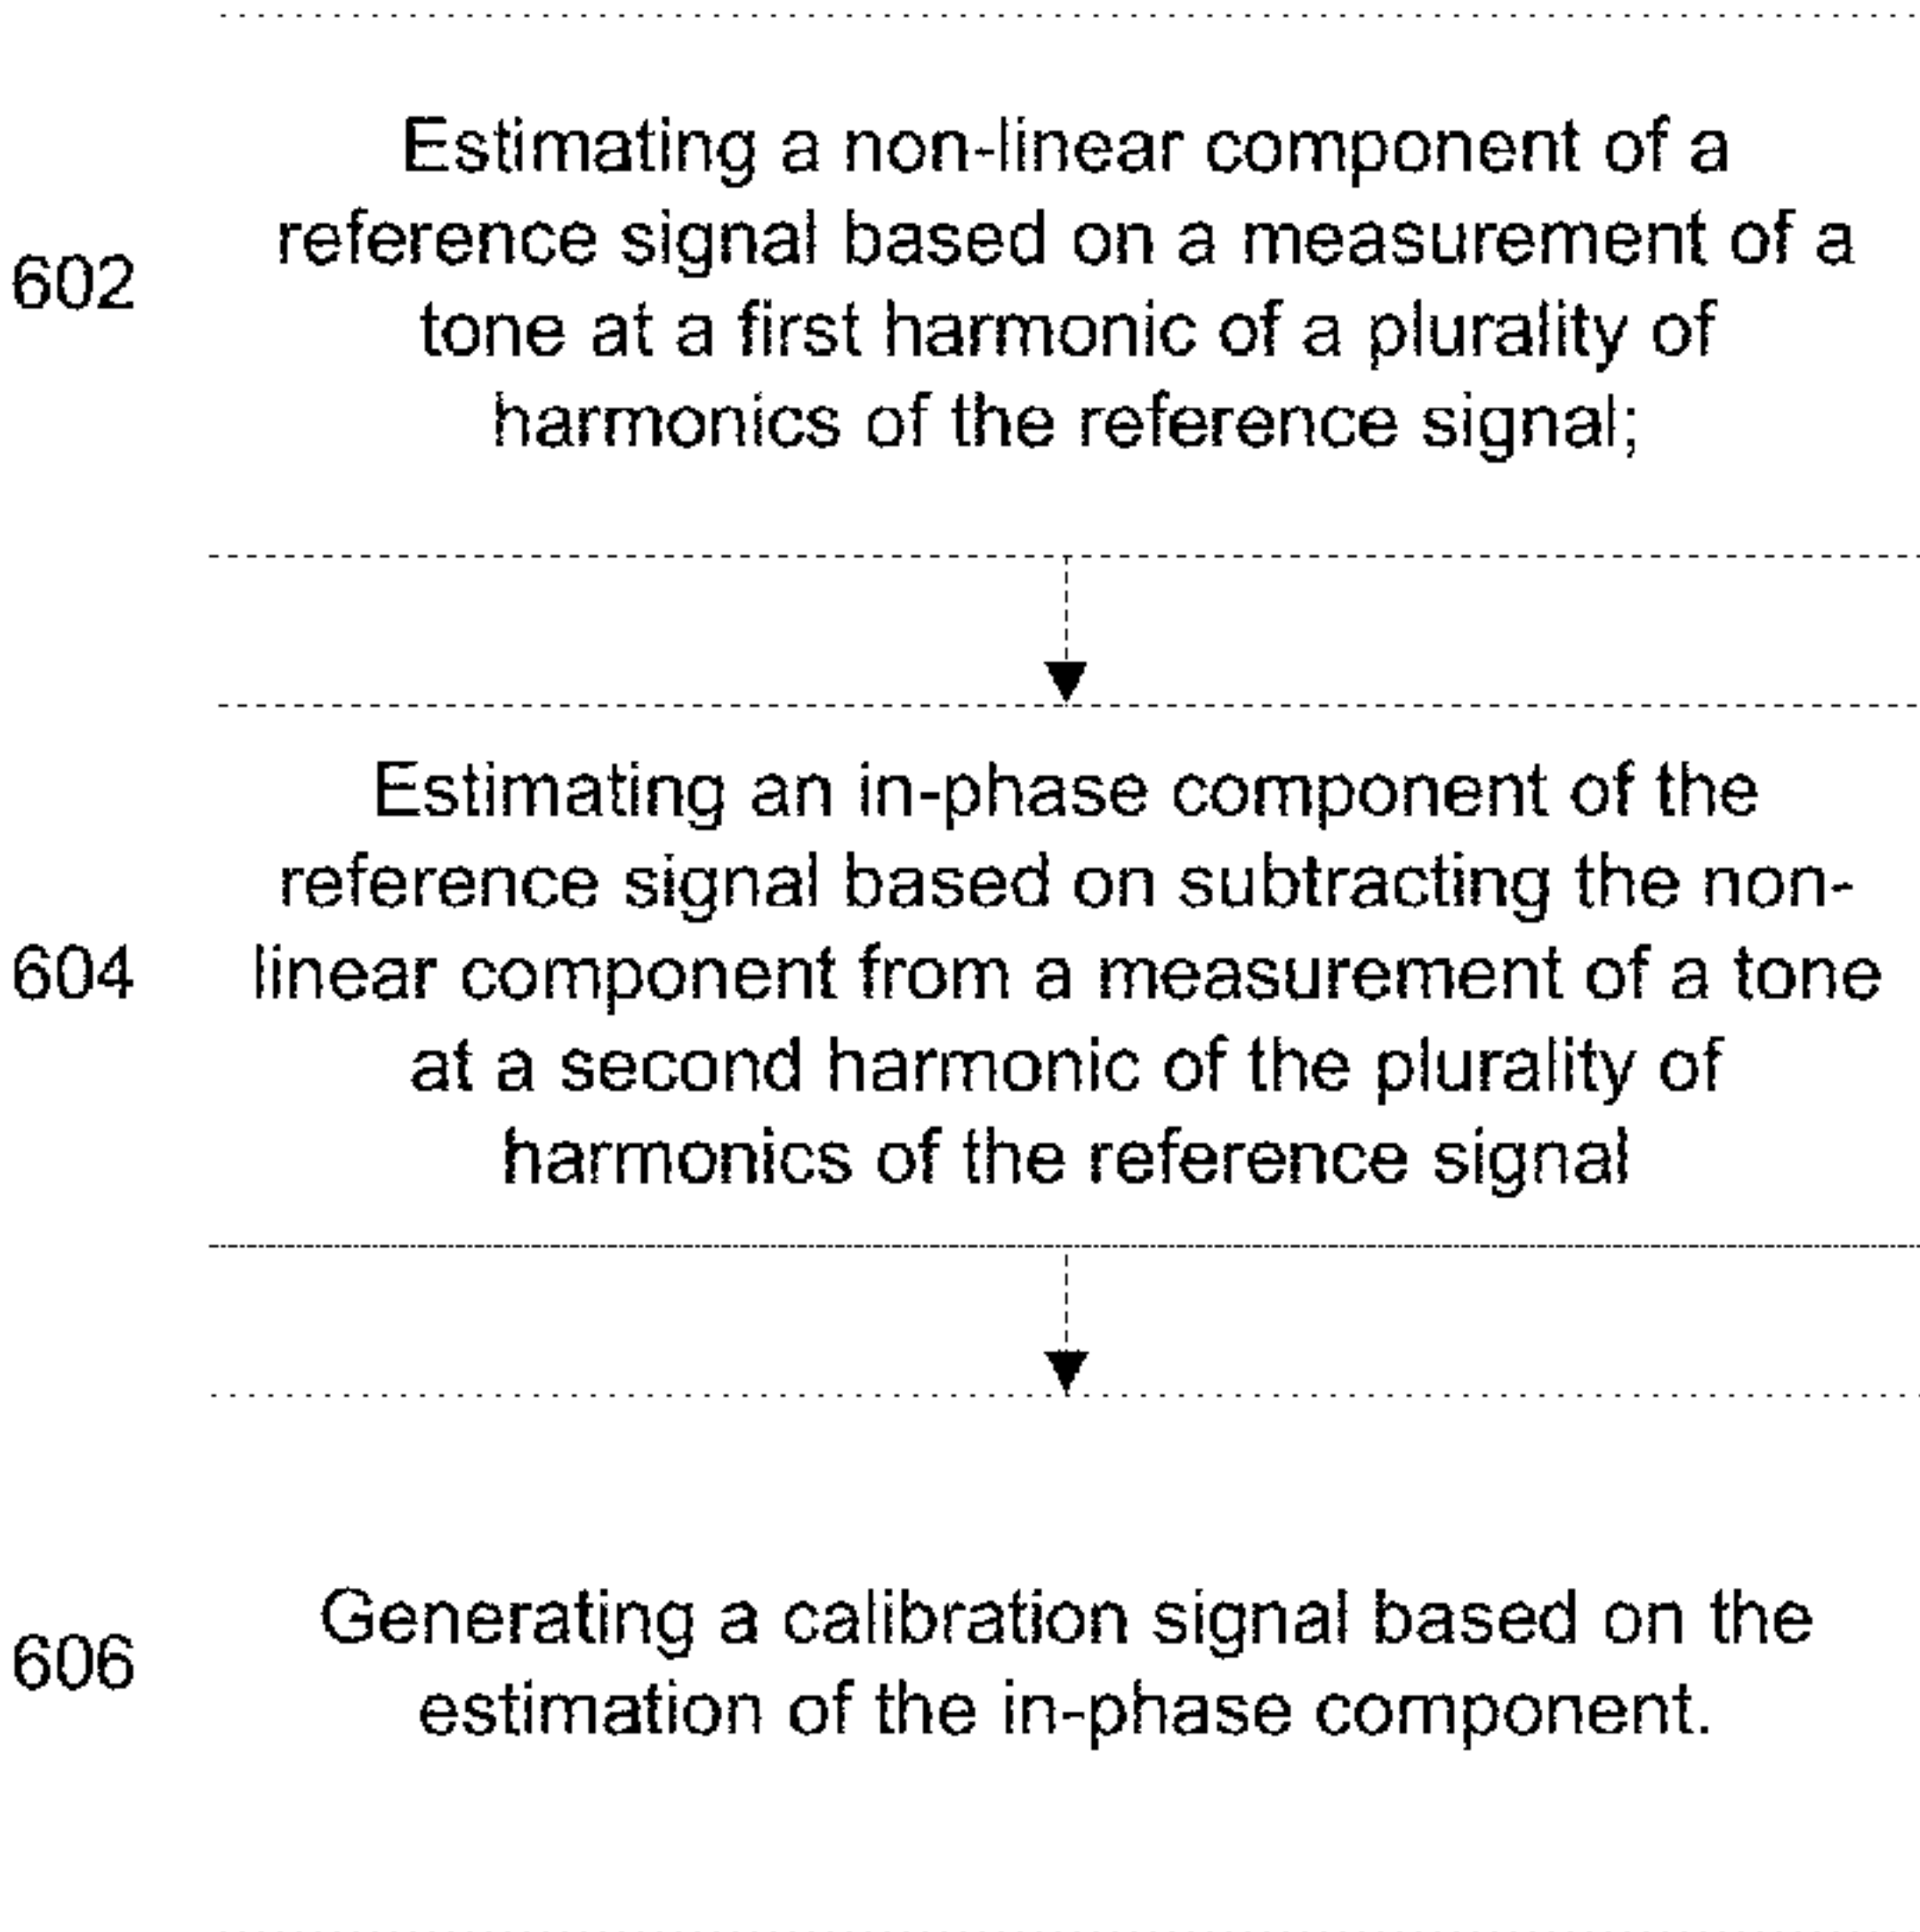 Estimating a non-linear component of a
reference signal based on a measurement of a
602
tone at a first harmonic of a plurality of
harmonics of the reference signal;
Estimating an in-phase component of the
reference signal based on subtracting the non-
604
linear component from a measurement of a tone
at a second harmonic of the plurality of
harmonics of the reference signal
Generating a calibration signal based on the
606
estimation of the in-phase component.